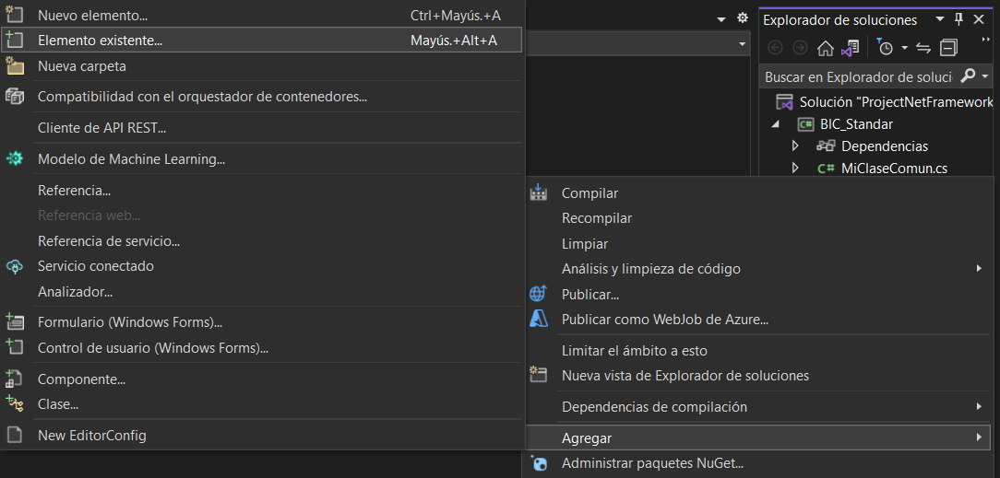 Nuevo elemento... Ctrl+Mayús.+A
Elemento existente... Mayús.+Alt+A
Nueva carpeta
Compatibilidad con el orquestador de contenedores...
Cliente de API REST...
Modelo de Machine Learning...
Referencia...
Referencia web...
Referencia de servicio...
Servicio conectado
Analizador...
Formulario (Windows Forms)...
Control de usuario (Windows Forms)...
Componente...
Clase...
New EditorConfig
Explorador de soluciones
Buscar en Explorador de soluci
Solución "ProjectNetFramework
C# BIC_Standar
Dependencias
C# MiClaseComun.cs
Compilar
Recompilar
Limpiar
Análisis y limpieza de código
Publicar...
Publicar como WebJob de Azure...
Limitar el ámbito a esto
Nueva vista de Explorador de soluciones
Dependencias de compilación
Agregar
Administrar paquetes NuGet...